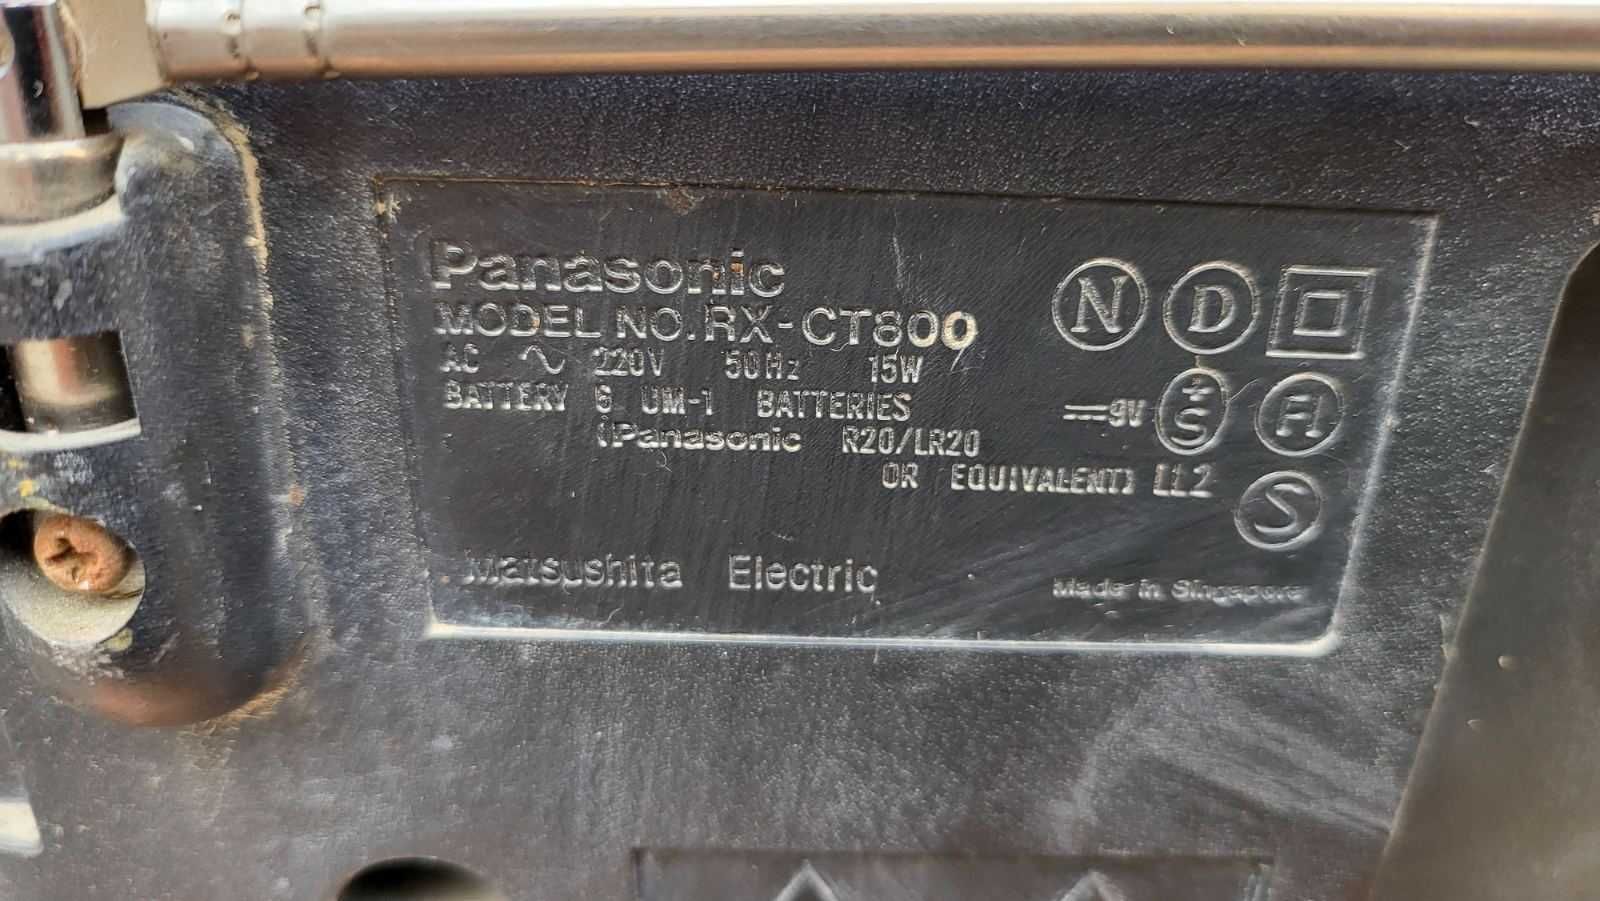 Panasonic
MODEL NO. RX-CT800
AC ∿ 220V 50Hz 15W
BATTERY 6 UM-1 BATTERIES ⎓9V
(Panasonic R20/LR20
OR EQUIVALENT) LL2
N D
+S FI
S
Matsushita Electric
Made in Singapore